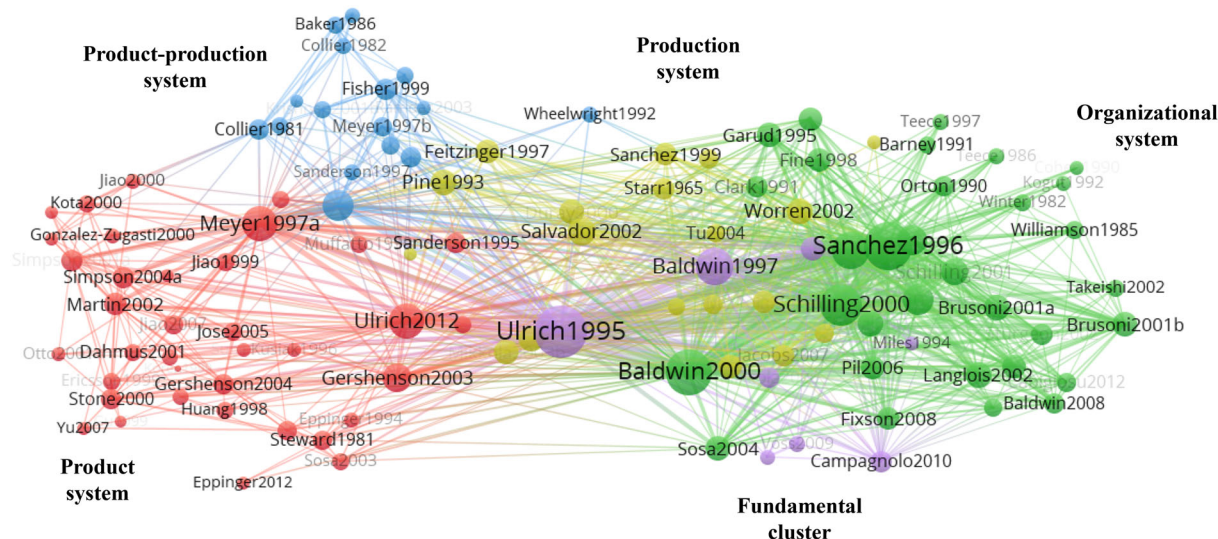 Baker1986
Collier1982
Product-production
system
Production
system
Fisher1999
Wheelwright1992
Organizational
system
Collier1981
Meyer1997b
Garud1995
Teece1997
Barney1991
Feitzinger1997
Sanchez1999
Fine1998
Teece1986
Sanderson1997
Jiao2000
Pine1993
Starr1965
Clark1991
Orton1990
Kogut1992
Kota2000
Winter1982
Meyer1997a
Worren2002
Gonzalez-Zugasti2000
Sanderson1995
Salvador2002
Tu2004
Sanchez1996
Williamson1985
Jiao1999
Baldwin1997
Schilling2001
Simpson2004a
Takeishi2002
Martin2002
Schilling2000
Brusoni2001a
Jiao2007
Jose2005
Ulrich2012
Ulrich1995
Brusoni2001b
Miles1994
Dahmus2001
Jacobs2007
Gershenson2004
Gershenson2003
Baldwin2000
Pil2006
Langlois2002
Stone2000
Huang1998
Baldwin2008
Yu2007
Eppinger1994
Fixson2008
Steward1981
Sosa2004
Voss2009
Sosa2003
Campagnolo2010
Product
system
Eppinger2012
Fundamental
cluster